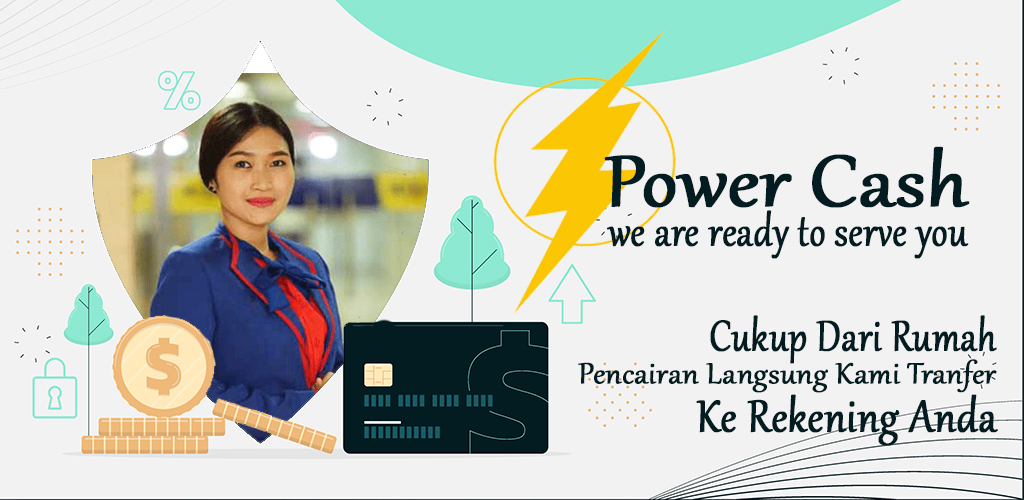 %
Power Cash
we are ready to serve you
$
$
Cukup Dari Rumah
Pencairan Langsung Kami Tranfer
Ke Rekening Anda